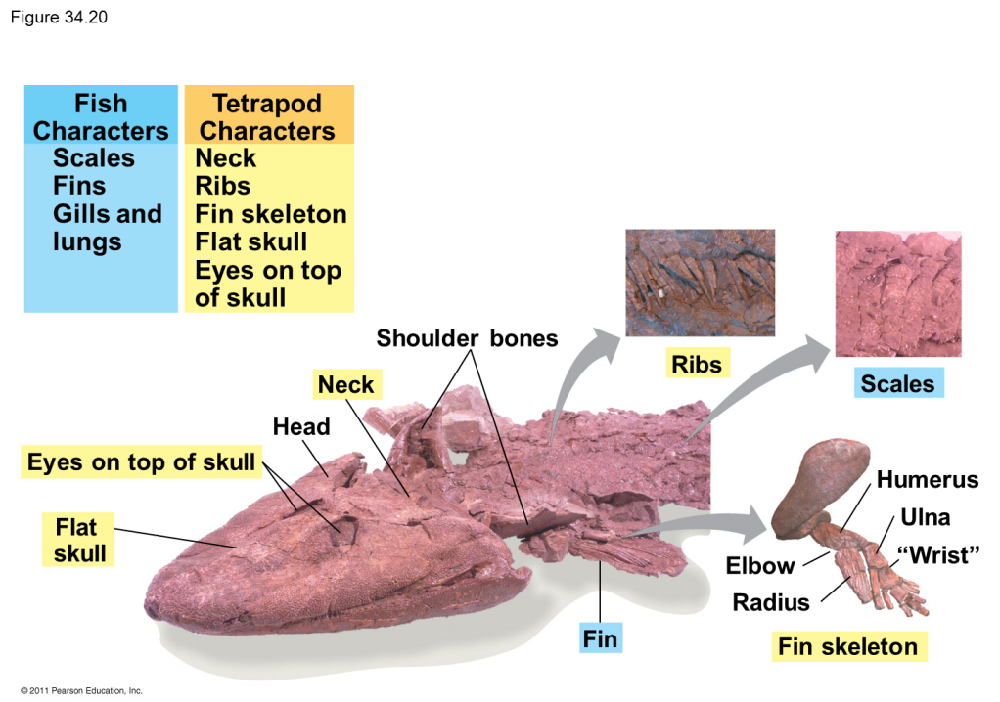 Figure 34.20
Fish
Characters
Scales
Fins
Gills and
lungs
Tetrapod
Characters
Neck
Ribs
Fin skeleton
Flat skull
Eyes on top
of skull
Shoulder bones
Ribs
Scales
Neck
Head
Eyes on top of skull
Flat
skull
Humerus
Ulna
“Wrist”
Elbow
Radius
Fin
Fin skeleton
© 2011 Pearson Education, Inc.